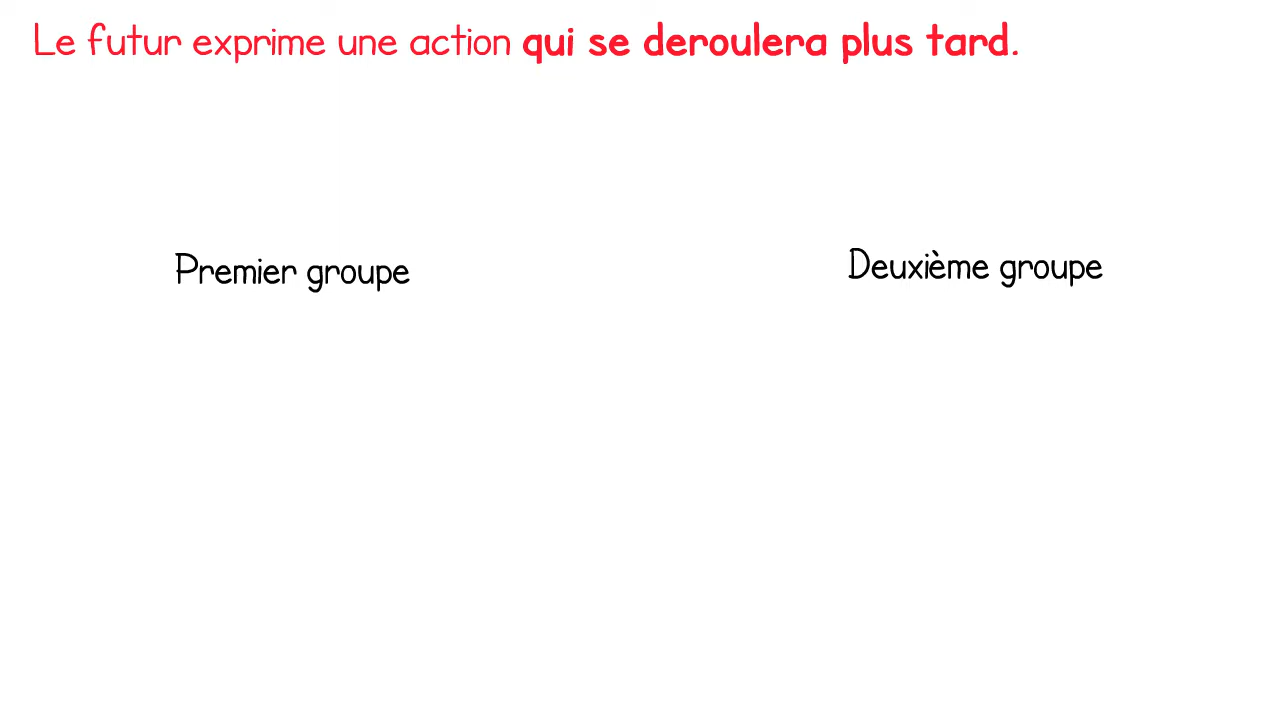 Le futur exprime une action qui se deroulera plus tard.
Premier groupe
Deuxième groupe